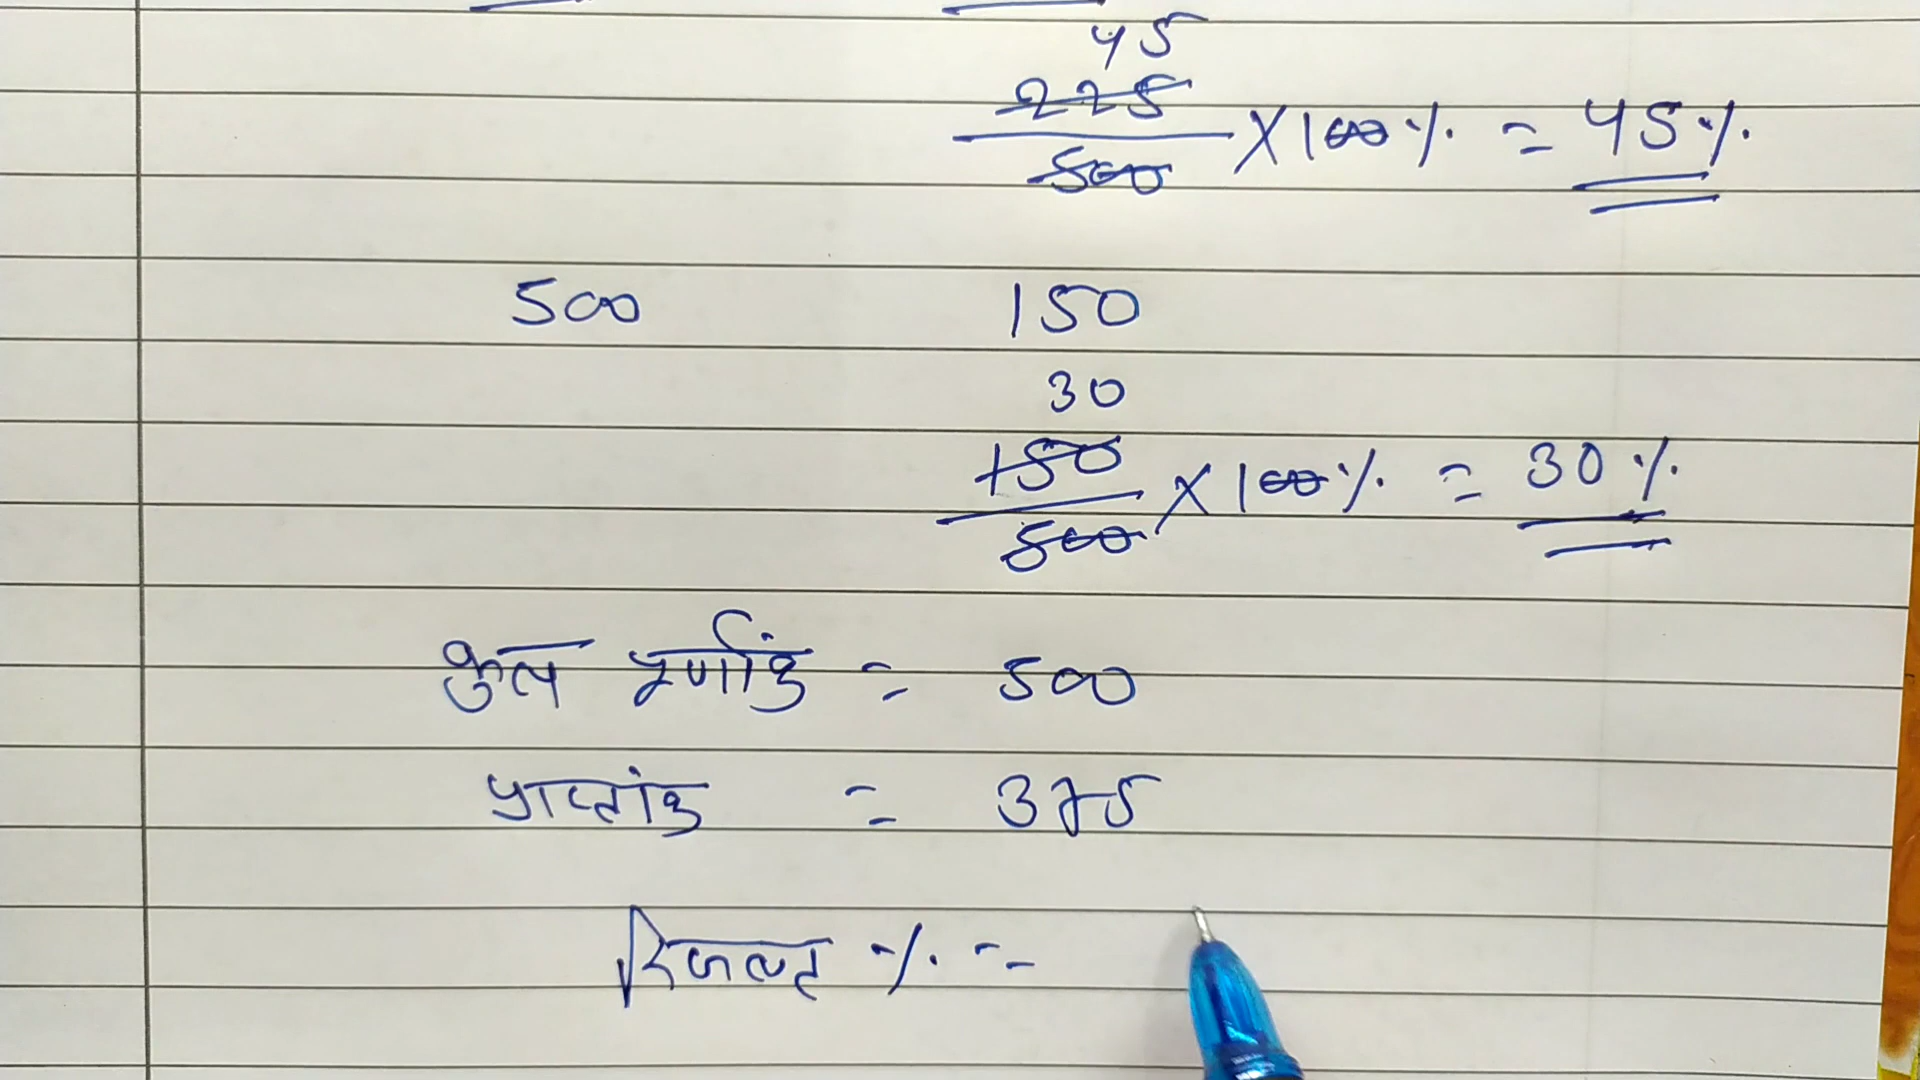 45
225
500 × 100 % = 45 %
500 150
30
150
500 × 100 % = 30 %
कुल पूर्णांक = 500
प्राप्तांक = 375
रिजल्ट % =